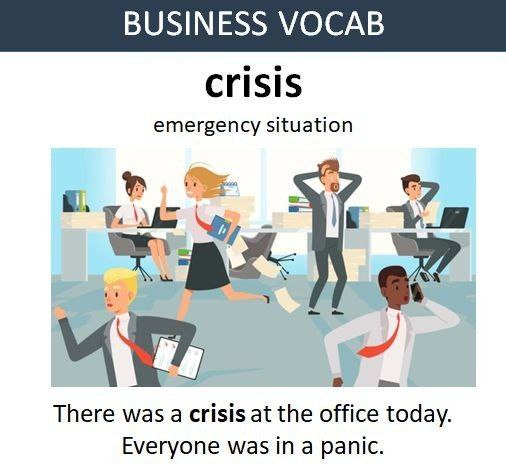 BUSINESS VOCAB
crisis
emergency situation
There was a crisis at the office today.
Everyone was in a panic.